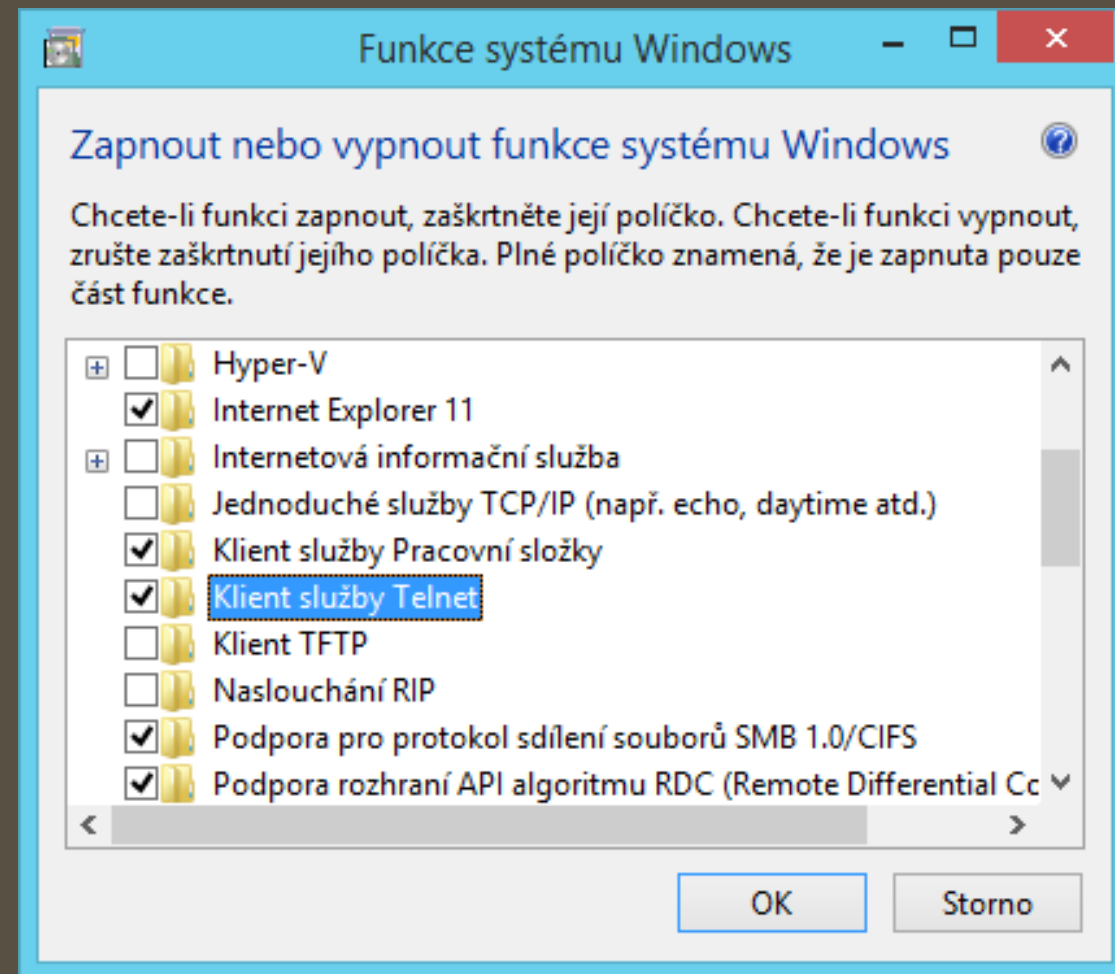 Funkce systému Windows
Zapnout nebo vypnout funkce systému Windows
Chcete-li funkci zapnout, zaškrtněte její políčko. Chcete-li funkci vypnout,
zrušte zaškrtnutí jejího políčka. Plné políčko znamená, že je zapnuta pouze
část funkce.
Hyper-V
Internet Explorer 11
Internetová informační služba
Jednoduché služby TCP/IP (např. echo, daytime atd.)
Klient služby Pracovní složky
Klient služby Telnet
Klient TFTP
Naslouchání RIP
Podpora pro protokol sdílení souborů SMB 1.0/CIFS
Podpora rozhraní API algoritmu RDC (Remote Differential
OK
Storno